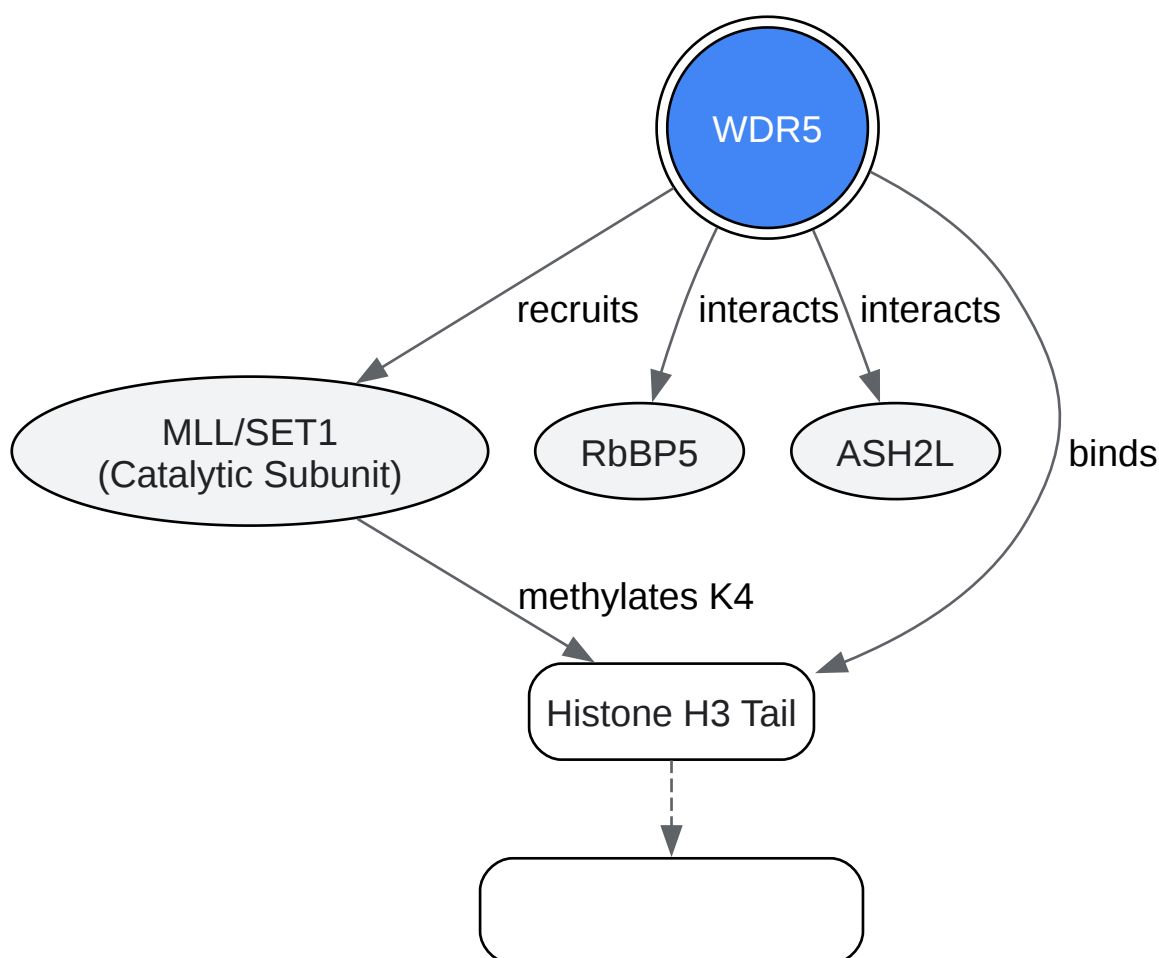 WDR5
recruits
interacts
interacts
MLL/SET1
(Catalytic Subunit)
RbBP5
ASH2L
binds
methylates K4
Histone H3 Tail